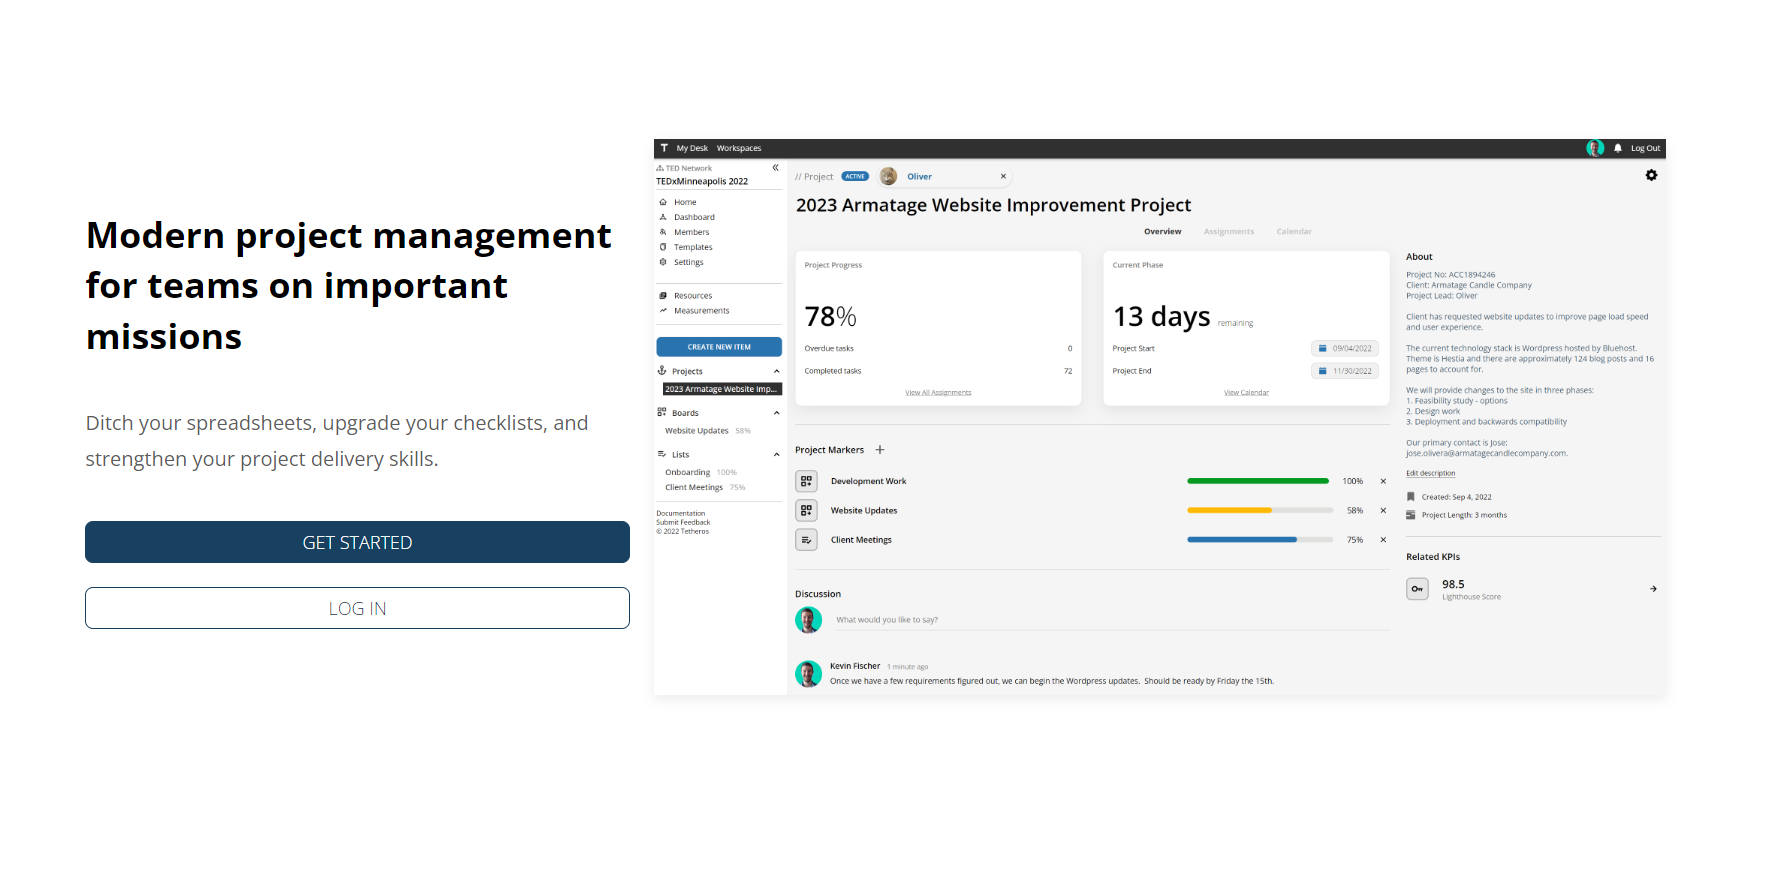 Modern project management
for teams on important
missions
Ditch your spreadsheets, upgrade your checklists, and
strengthen your project delivery skills.
GET STARTED
LOG IN
T My Desk Workspaces
Log Out
TED Network
TEDxMinneapolis 2022
Home
Dashboard
Members
Templates
Settings
Resources
Measurements
CREATE NEW ITEM
Projects
2023 Armatage Website Imp...
Boards
Website Updates 58%
Lists
Onboarding 100%
Client Meetings 75%
Documentation
Submit Feedback
© 2022 Tetheros
// Project ACTIVE Oliver ×
2023 Armatage Website Improvement Project
Overview Assignments Calendar
Project Progress
78%
Overdue tasks 0
Completed tasks 72
View All Assignments
Current Phase
13 days remaining
Project Start 09/04/2022
Project End 11/30/2022
View Calendar
Project Markers +
Development Work 100% ×
Website Updates 58% ×
Client Meetings 75% ×
Discussion
What would you like to say?
Kevin Fischer 1 minute ago
Once we have a few requirements figured out, we can begin the Wordpress updates. Should be ready by Friday the 15th.
About
Project No: ACC1894246
Client: Armatage Candle Company
Project Lead: Oliver
Client has requested website updates to improve page load speed
and user experience.
The current technology stack is Wordpress hosted by Bluehost.
Theme is Hestia and there are approximately 124 blog posts and 16
pages to account for.
We will provide changes to the site in three phases:
1. Feasibility study - options
2. Design work
3. Deployment and backwards compatibility
Our primary contact is Jose:
jose.olivera@armatagecandlecompany.com.
Edit description
Created: Sep 4, 2022
Project Length: 3 months
Related KPIs
98.5
Lighthouse Score